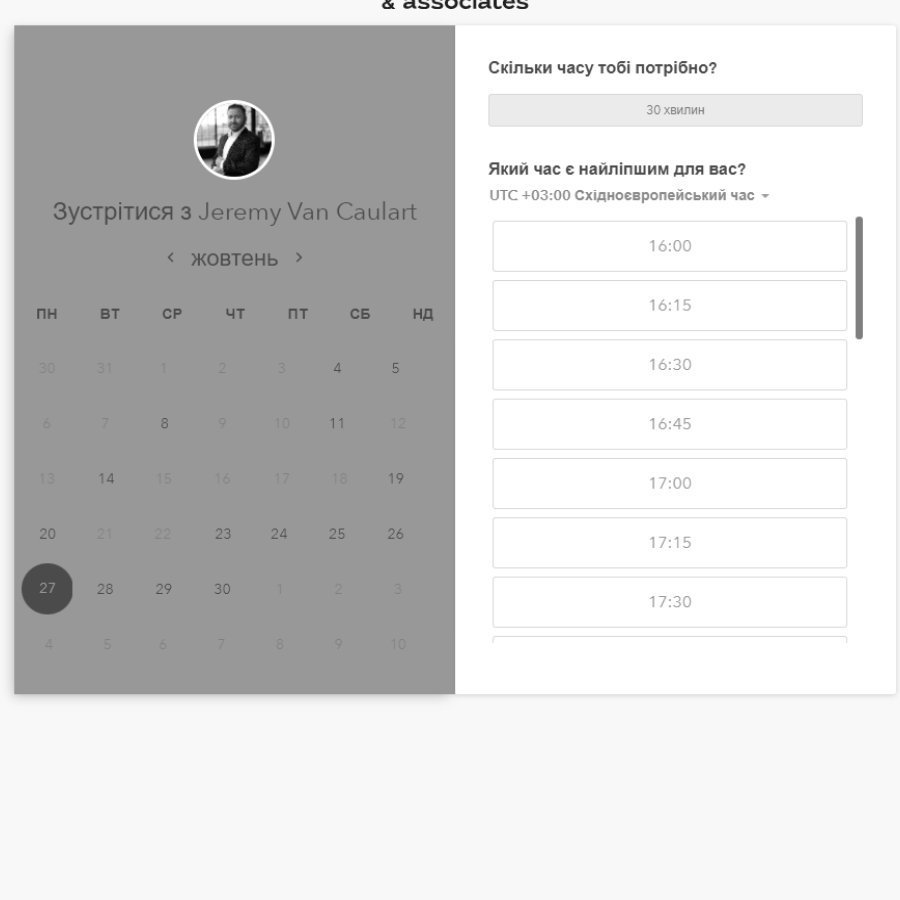 & associates
Зустрітися з Jeremy Van Caulart
жовтень
ПН ВТ СР ЧТ ПТ СБ НД
30 31 1 2 3 4 5
6 7 8 9 10 11 12
13 14 15 16 17 18 19
20 21 22 23 24 25 26
27 28 29 30 1 2 3
4 5 6 7 8 9 10
Скільки часу тобі потрібно?
30 хвилин
Який час є найліпшим для вас?
UTC +03:00 Східноєвропейський час
16:00
16:15
16:30
16:45
17:00
17:15
17:30